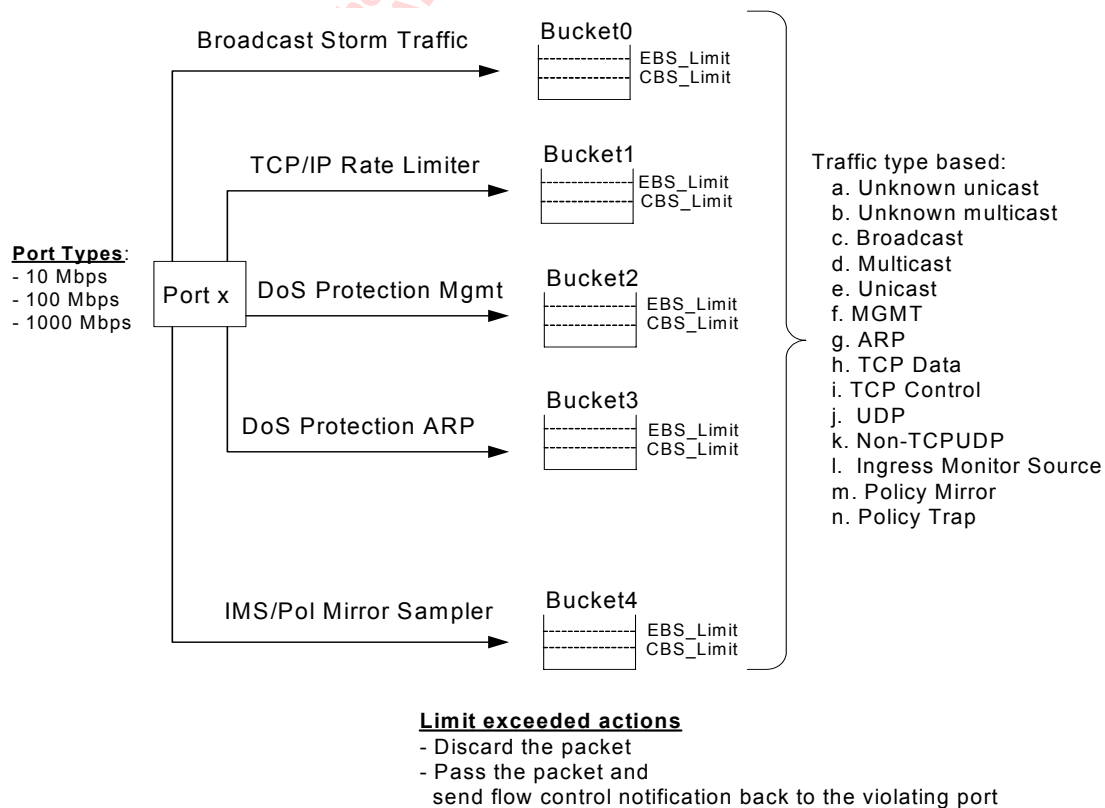 Broadcast Storm Traffic
Bucket0
EBS_Limit
CBS_Limit
TCP/IP Rate Limiter
Bucket1
EBS_Limit
CBS_Limit
Port Types:
- 10 Mbps
- 100 Mbps
- 1000 Mbps
Port x
DoS Protection Mgmt
Bucket2
EBS_Limit
CBS_Limit
DoS Protection ARP
Bucket3
EBS_Limit
CBS_Limit
IMS/Pol Mirror Sampler
Bucket4
EBS_Limit
CBS_Limit
Traffic type based:
a. Unknown unicast
b. Unknown multicast
c. Broadcast
d. Multicast
e. Unicast
f. MGMT
g. ARP
h. TCP Data
i. TCP Control
j. UDP
k. Non-TCPUDP
l. Ingress Monitor Source
m. Policy Mirror
n. Policy Trap
Limit exceeded actions
- Discard the packet
- Pass the packet and
send flow control notification back to the violating port